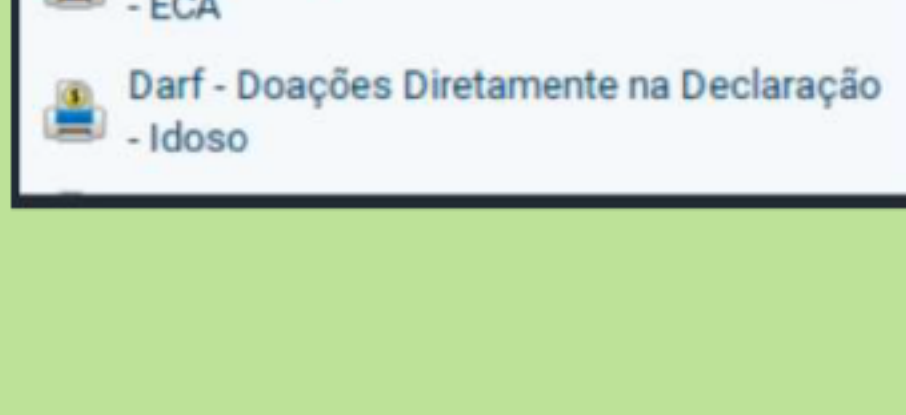 - ECA
Darf - Doações Diretamente na Declaração
- Idoso